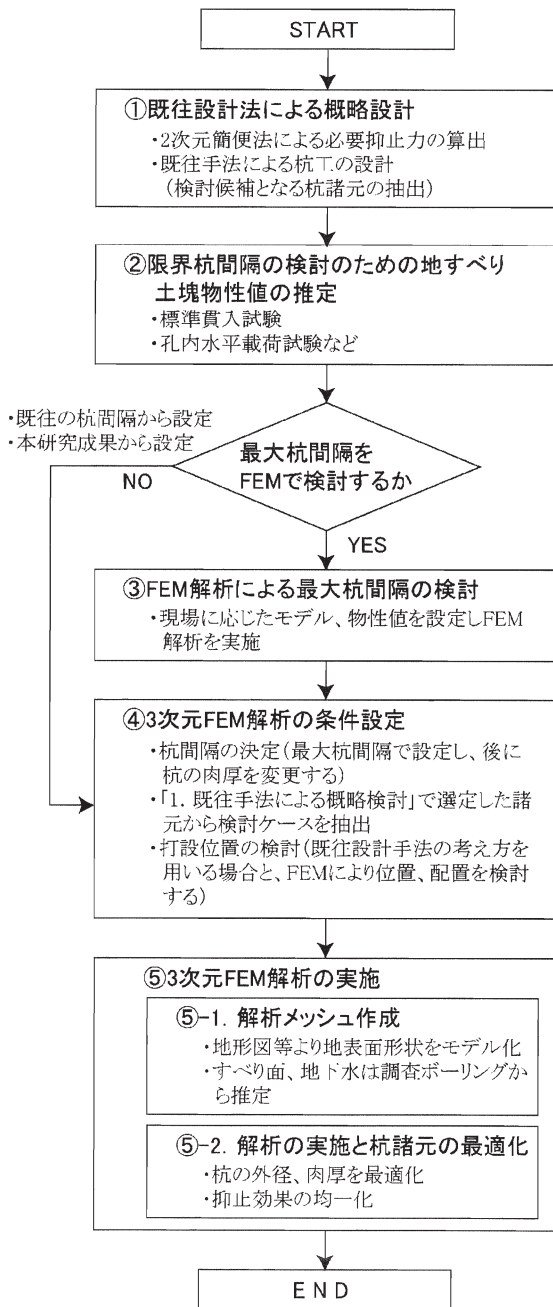 START
①既往設計法による概略設計
・2次元簡便法による必要抑止力の算出
・既往手法による杭工の設計
(検討候補となる杭諸元の抽出)
②限界杭間隔の検討のための地すべり
土塊物性値の推定
・標準貫入試験
・孔内水平載荷試験など
・既往の杭間隔から設定
・本研究成果から設定
最大杭間隔を
FEMで検討するか
NO
YES
③FEM解析による最大杭間隔の検討
・現場に応じたモデル、物性値を設定しFEM
解析を実施
④3次元FEM解析の条件設定
・杭間隔の決定(最大杭間隔で設定し、後に
杭の肉厚を変更する)
・「1. 既往手法による概略検討」で選定した諸
元から検討ケースを抽出
・打設位置の検討(既往設計手法の考え方を
用いる場合と、FEMにより位置、配置を検討
する)
⑤3次元FEM解析の実施
⑤-1. 解析メッシュ作成
・地形図等より地表面形状をモデル化
・すべり面、地下水は調査ボーリングか
ら推定
⑤-2. 解析の実施と杭諸元の最適化
・杭の外径、肉厚を最適化
・抑止効果の均一化
END